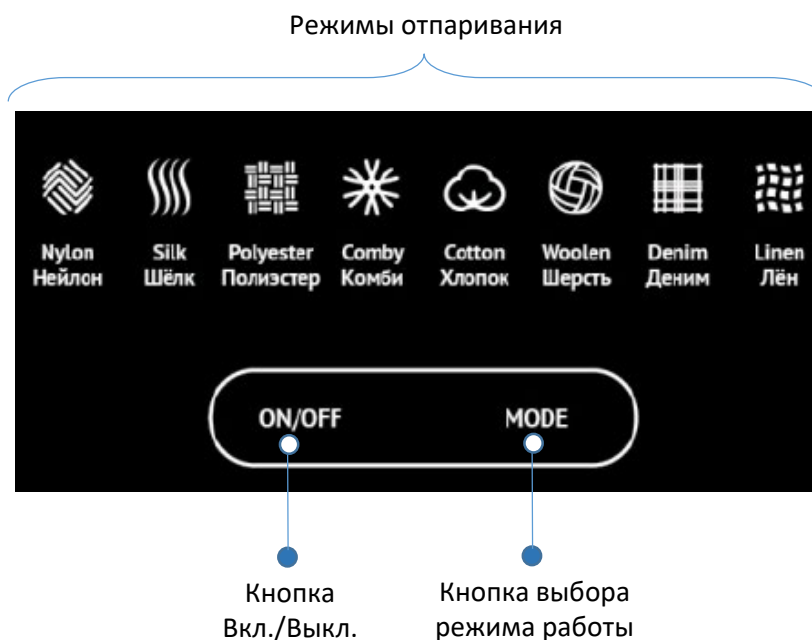 Режимы отпаривания
Nylon Silk Polyester Comby Cotton Woolen Denim Linen
Нейлон Шёлк Полиэстер Комби Хлопок Шерсть Деним Лён
ON/OFF MODE
Кнопка Кнопка выбора
Вкл./Выкл. режима работы